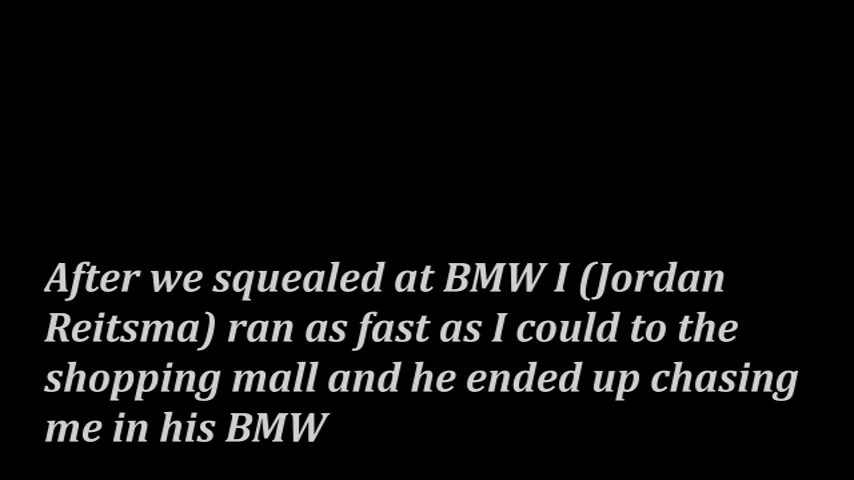 After we squealed at BMW I (Jordan
Reitsma) ran as fast as I could to the
shopping mall and he ended up chasing
me in his BMW